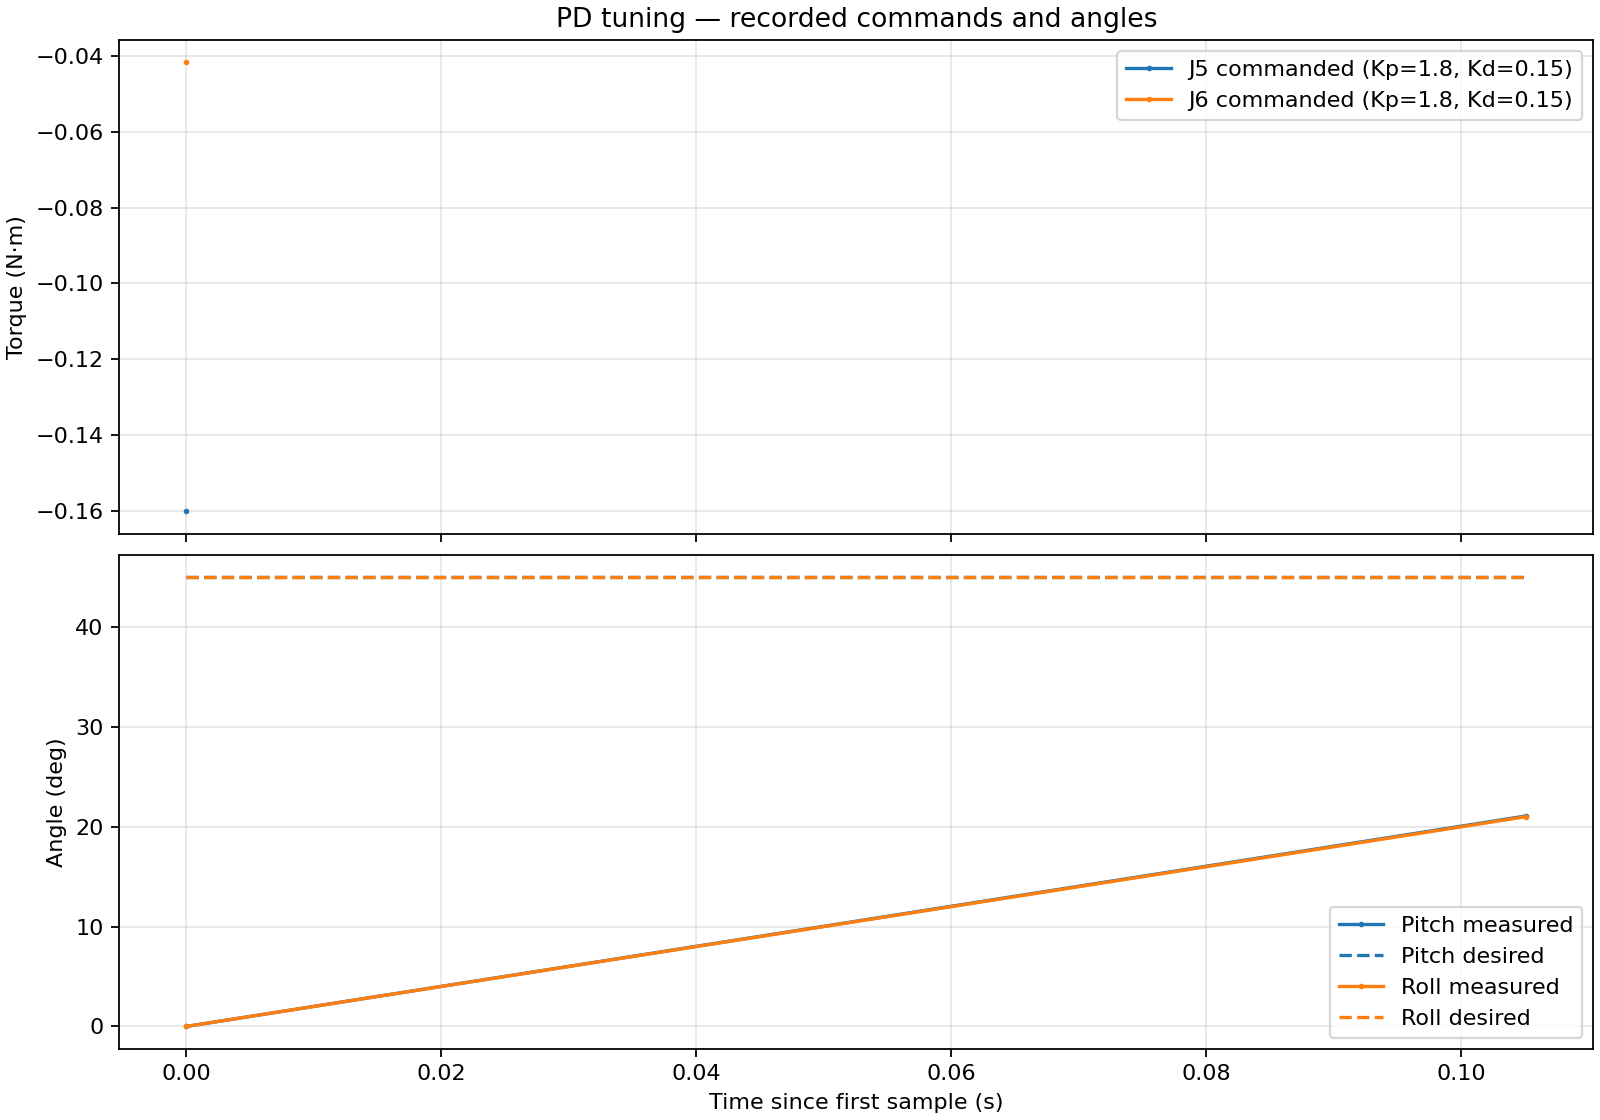 PD tuning — recorded commands and angles
−0.04
−0.06
−0.08
−0.10
−0.12
−0.14
−0.16
Torque (N·m)
J5 commanded (Kp=1.8, Kd=0.15)
J6 commanded (Kp=1.8, Kd=0.15)
40
30
20
10
0
Angle (deg)
Pitch measured
Pitch desired
Roll measured
Roll desired
0.00
0.02
0.04
0.06
0.08
0.10
Time since first sample (s)